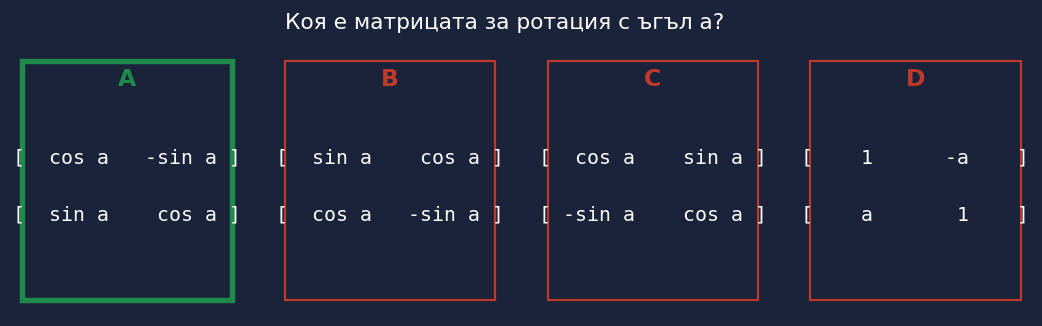 Коя е матрицата за ротация с ъгъл a?
A B C D
[ cos a -sin a ] [ sin a cos a ] [ cos a sin a ] [ 1 -a ]
[ sin a cos a ] [ cos a -sin a ] [ -sin a cos a ] [ a 1 ]